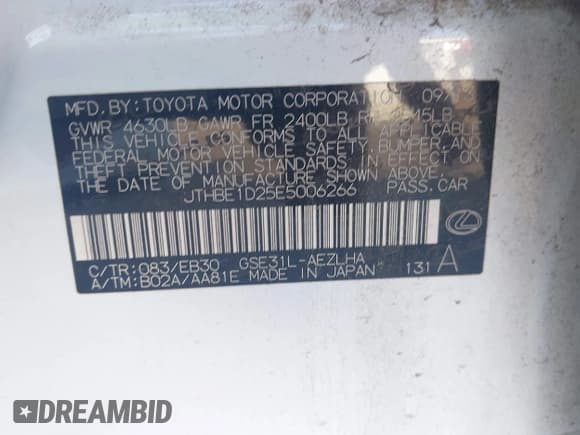 MFD. BY: TOYOTA MOTOR CORPORATION 09/
GVWR 4630LB GAWR FR 2400LB RR
THIS VEHICLE CONFORMS TO ALL APPLICABLE
FEDERAL MOTOR VEHICLE SAFETY, BUMPER, AND
THEFT PREVENTION STANDARDS IN EFFECT ON
THE DATE OF MANUFACTURE SHOWN ABOVE.
JTHBE1D25E5006266 PASS. CAR
C/TR: 083/EB30 GSE31L-AEZLHA
A/TM: B02A/AA81E MADE IN JAPAN 131 A
DREAMBID